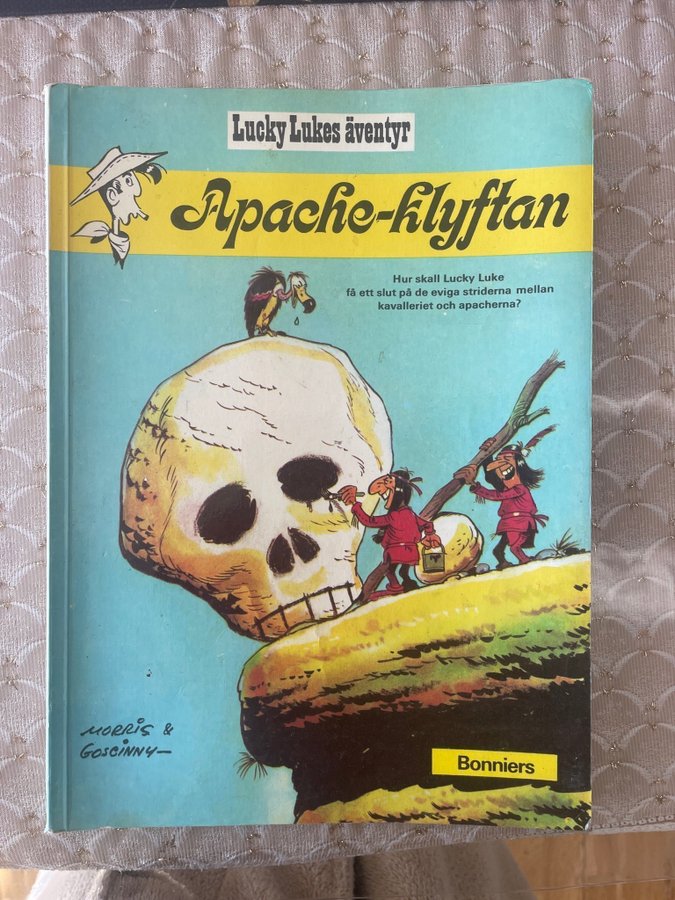 Lucky Lukes äventyr
Apache-klyftan
Hur skall Lucky Luke
få ett slut på de eviga striderna mellan
kavalleriet och apacherna?
MORRIS &
GOSCINNY
Bonniers